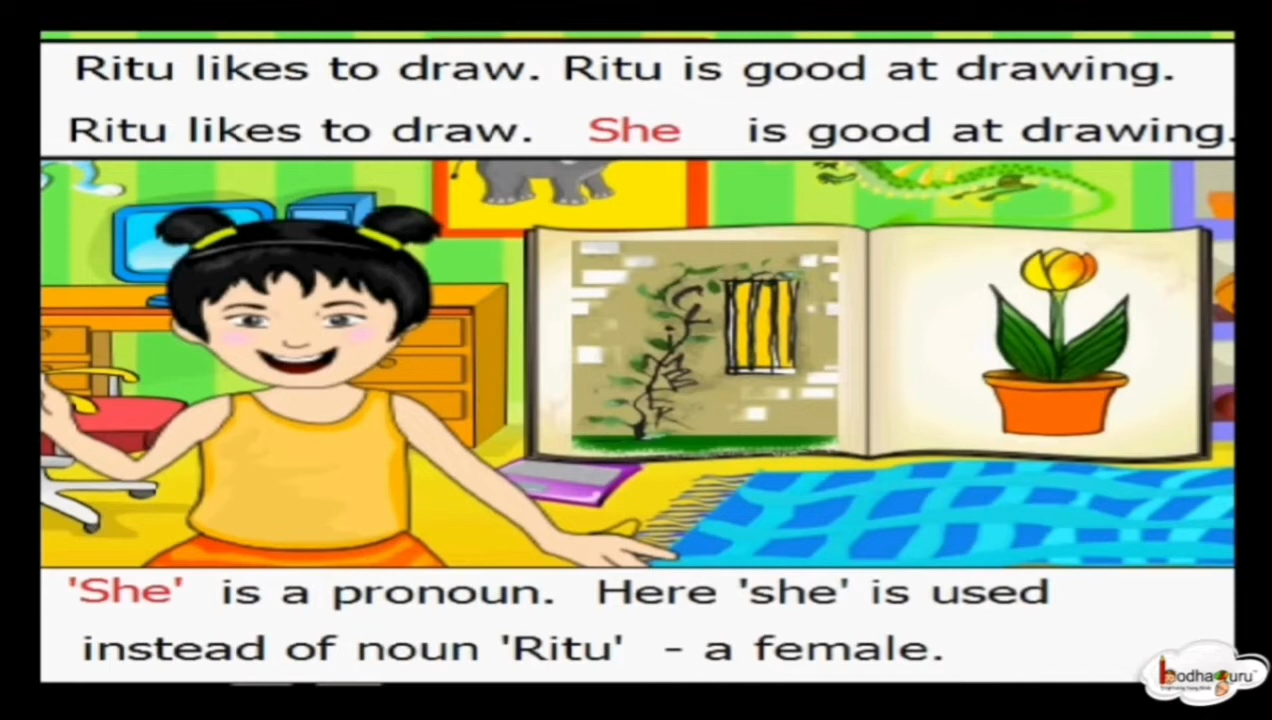 Ritu likes to draw. Ritu is good at drawing.
Ritu likes to draw. She is good at drawing.
'She' is a pronoun. Here 'she' is used
instead of noun 'Ritu' - a female.
bodhaguru